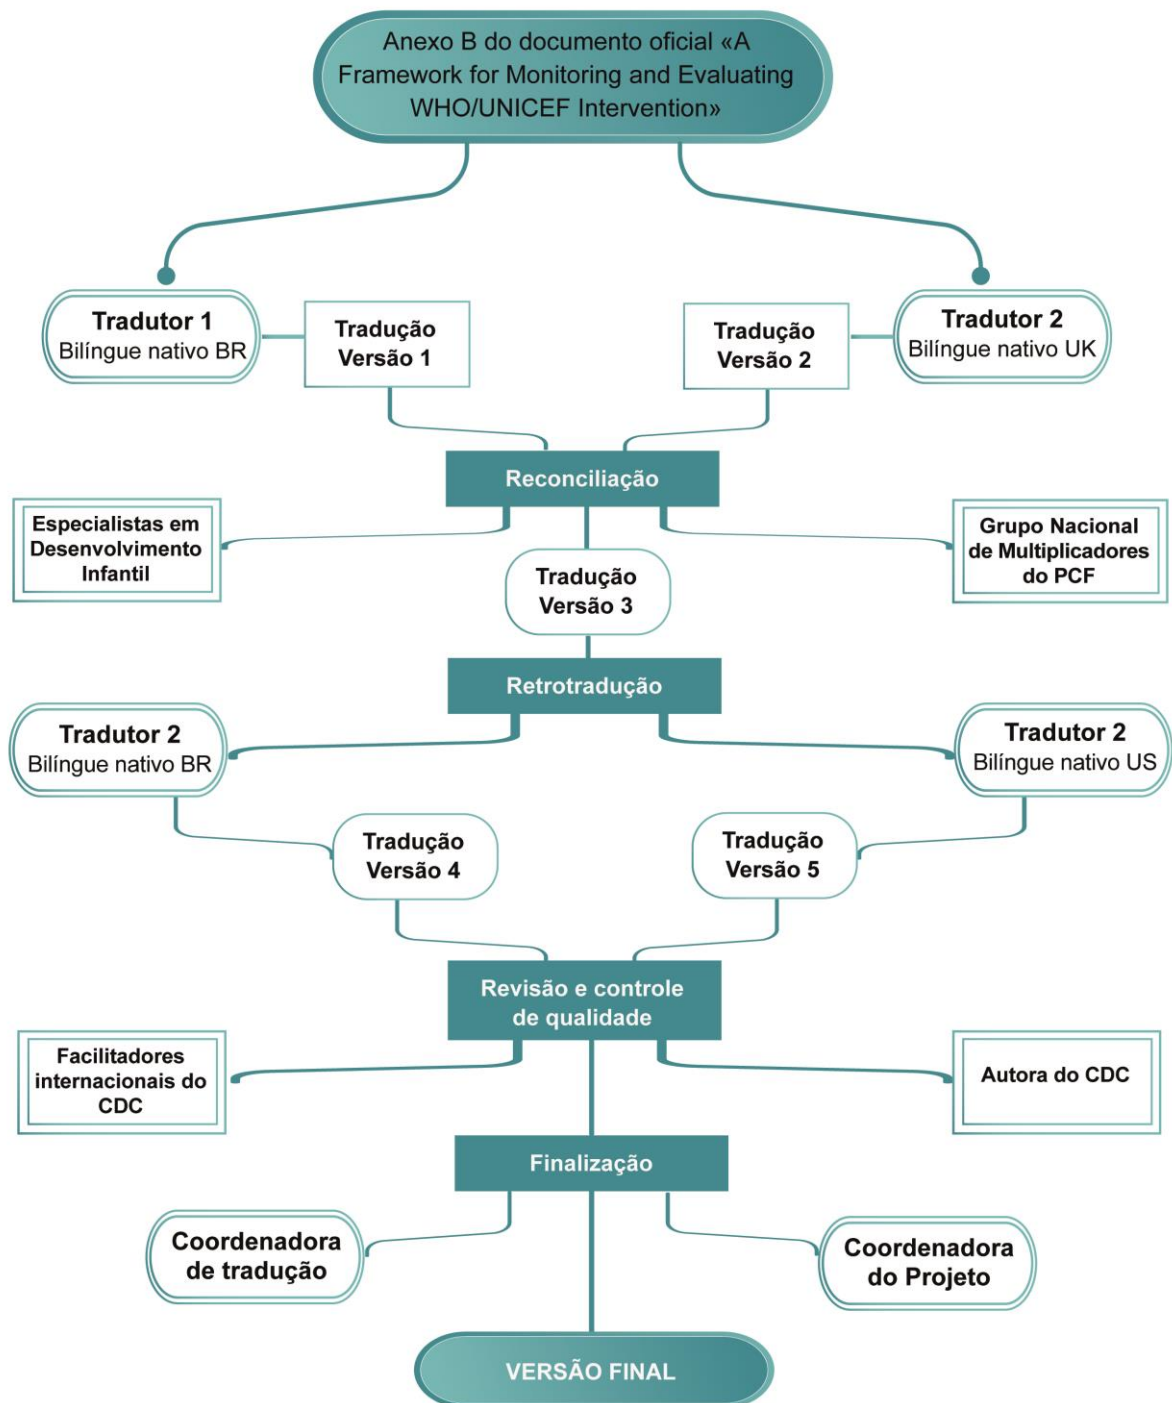 Anexo B do documento oficial «A
Framework for Monitoring and Evaluating
WHO/UNICEF Intervention»
Tradutor 1
Bilíngue nativo BR
Tradução
Versão 1
Tradução
Versão 2
Tradutor 2
Bilíngue nativo UK
Reconciliação
Especialistas em
Desenvolvimento
Infantil
Grupo Nacional
de Multiplicadores
do PCF
Tradução
Versão 3
Retrotradução
Tradutor 2
Bilíngue nativo BR
Tradutor 2
Bilíngue nativo US
Tradução
Versão 4
Tradução
Versão 5
Revisão e controle
de qualidade
Facilitadores
internacionais do
CDC
Autora do CDC
Finalização
Coordenadora
de tradução
Coordenadora
do Projeto
VERSÃO FINAL